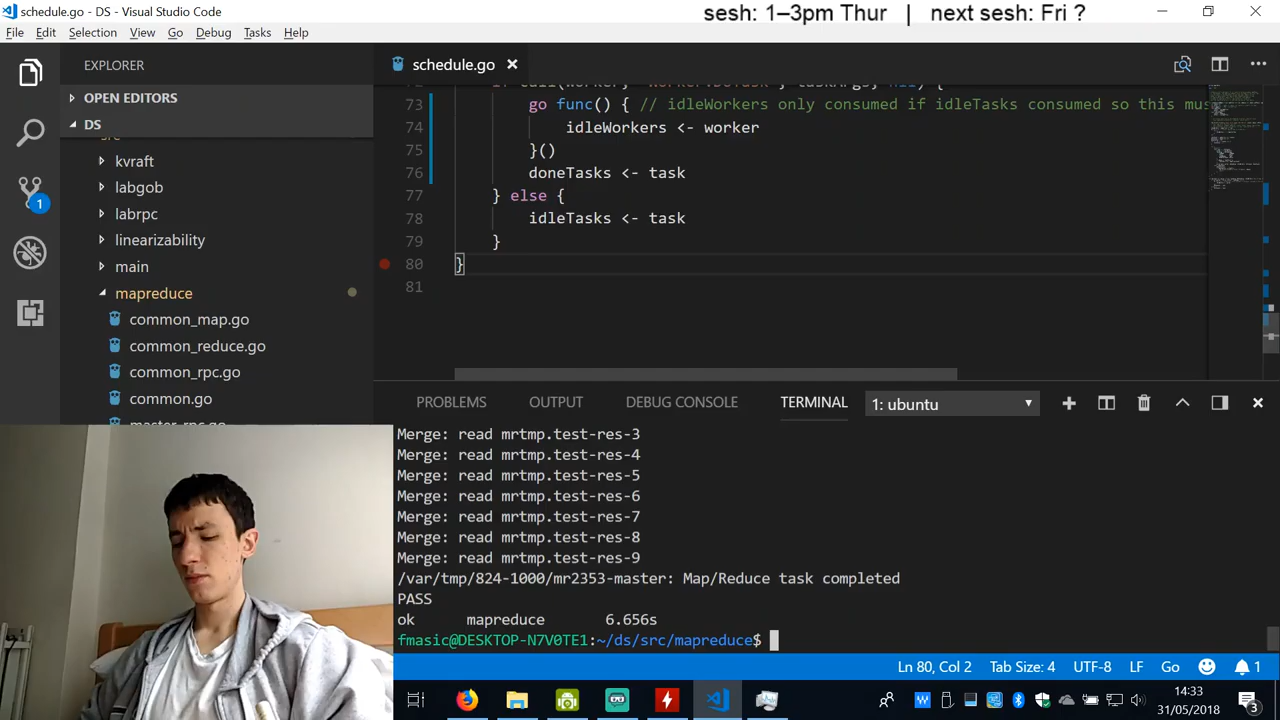 schedule.go - DS - Visual Studio Code
sesh: 1–3pm Thur | next sesh: Fri ?
File Edit Selection View Go Debug Tasks Help
EXPLORER
schedule.go
OPEN EDITORS
DS
kvraft
labgob
labrpc
linearizability
main
mapreduce
common_map.go
common_reduce.go
common_rpc.go
common.go
1
73 go func() { // idleWorkers only consumed if idleTasks consumed so this mus
74 idleWorkers <- worker
75 }()
76 doneTasks <- task
77 } else {
78 idleTasks <- task
79 }
80 }
81
PROBLEMS OUTPUT DEBUG CONSOLE TERMINAL 1: ubuntu
Merge: read mrtmp.test-res-3
Merge: read mrtmp.test-res-4
Merge: read mrtmp.test-res-5
Merge: read mrtmp.test-res-6
Merge: read mrtmp.test-res-7
Merge: read mrtmp.test-res-8
Merge: read mrtmp.test-res-9
/var/tmp/824-1000/mr2353-master: Map/Reduce task completed
PASS
ok mapreduce 6.656s
fmasic@DESKTOP-N7V0TE1:~/ds/src/mapreduce$
Ln 80, Col 2 Tab Size: 4 UTF-8 LF Go 1
14:33
31/05/2018
3